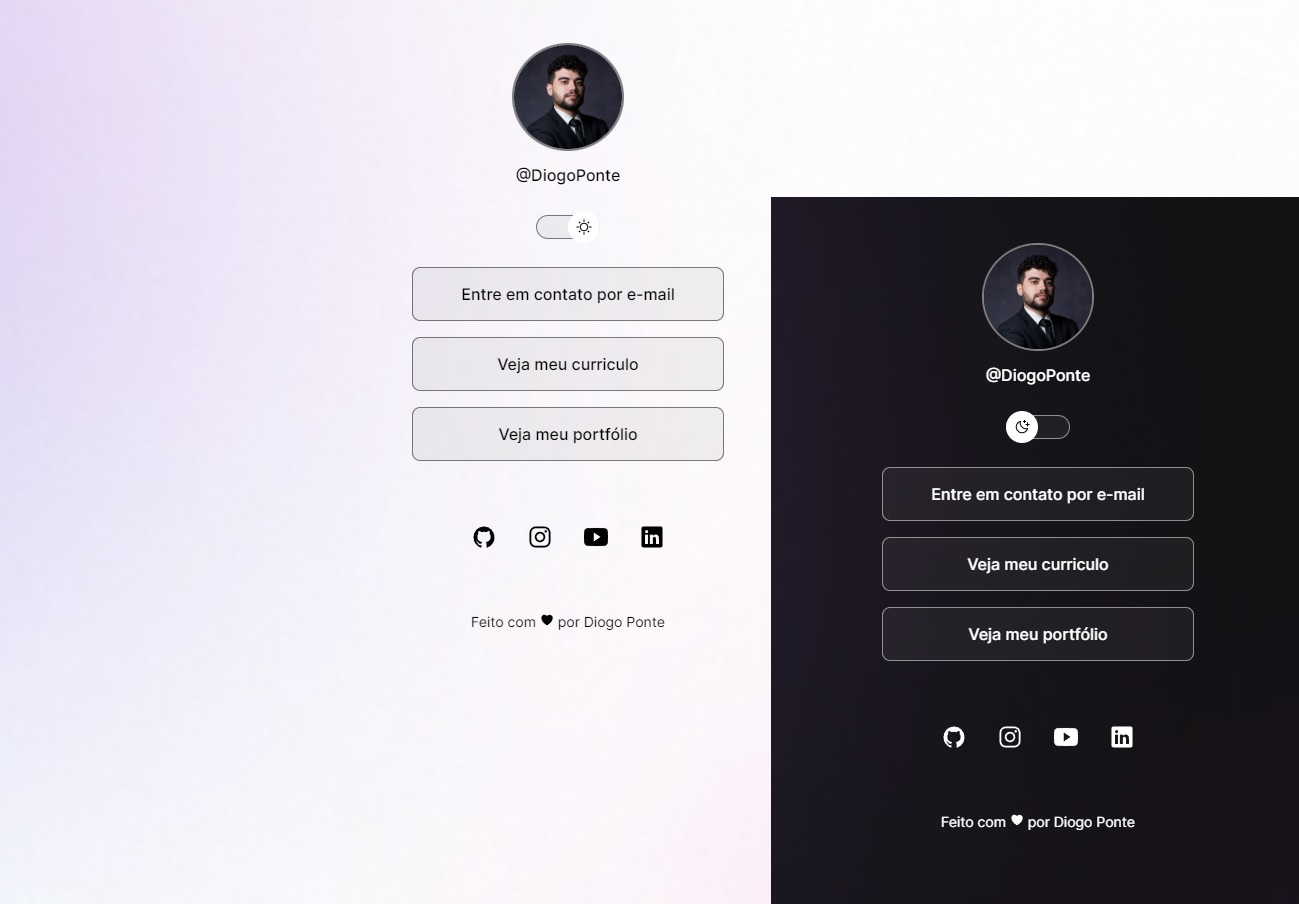 @DiogoPonte
Entre em contato por e-mail
Veja meu curriculo
Veja meu portfólio
Feito com 🖤 por Diogo Ponte
@DiogoPonte
Entre em contato por e-mail
Veja meu curriculo
Veja meu portfólio
Feito com 🤍 por Diogo Ponte